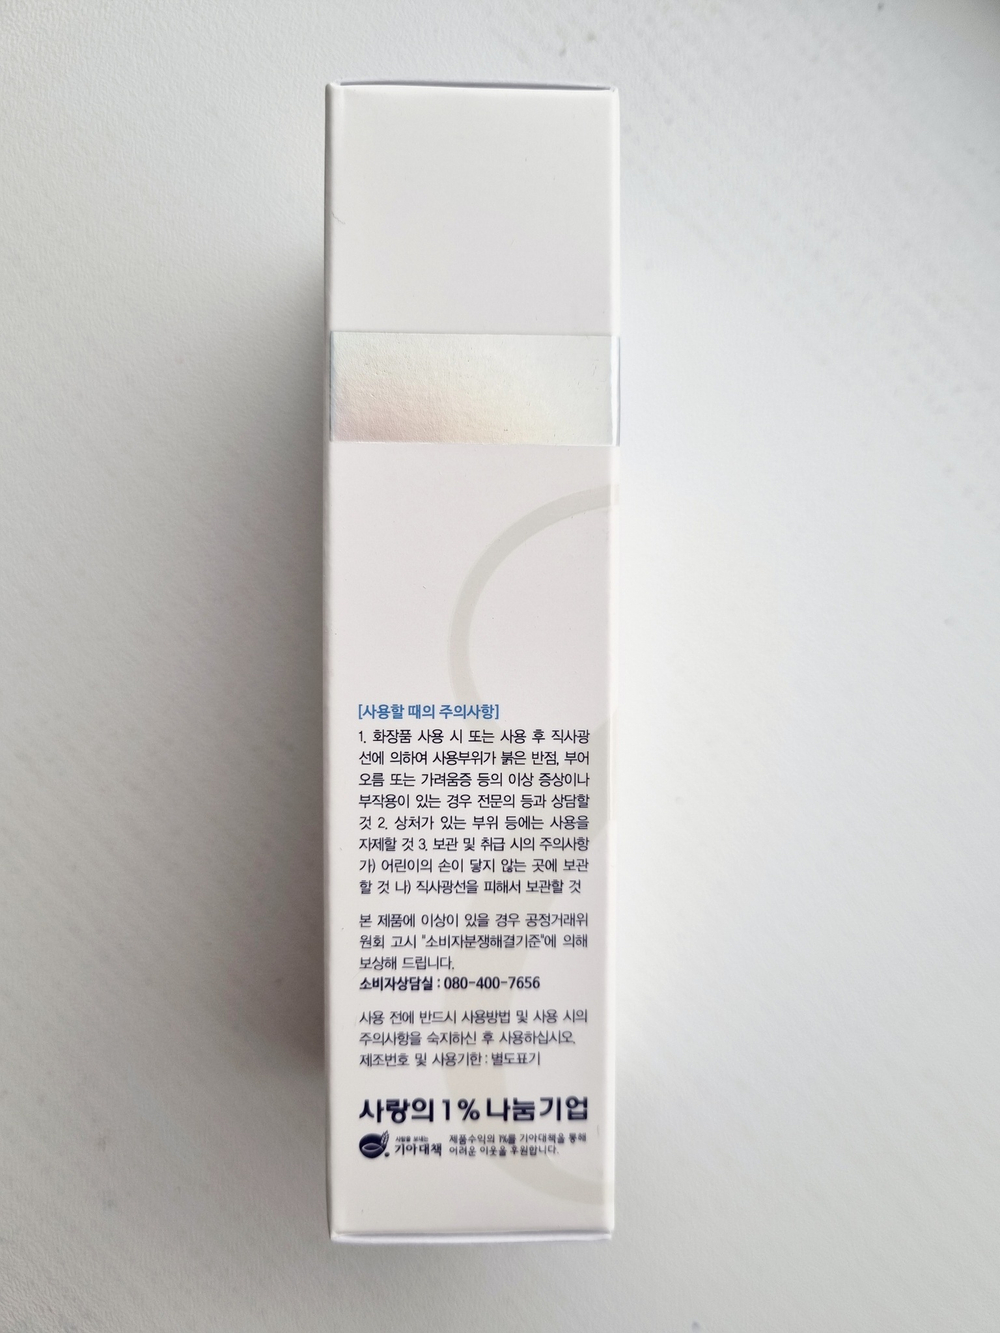 [사용할 때의 주의사항]
1. 화장품 사용 시 또는 사용 후 직사광
선에 의하여 사용부위가 붉은 반점, 부어
오름 또는 가려움증 등의 이상 증상이나
부작용이 있는 경우 전문의 등과 상담할
것 2. 상처가 있는 부위 등에는 사용을
자제할 것 3. 보관 및 취급 시의 주의사항
가) 어린이의 손이 닿지 않는 곳에 보관
할 것 나) 직사광선을 피해서 보관할 것
본 제품에 이상이 있을 경우 공정거래위
원회 고시 "소비자분쟁해결기준"에 의해
보상해 드립니다.
소비자상담실 : 080-400-7656
사용 전에 반드시 사용방법 및 사용 시의
주의사항을 숙지하신 후 사용하십시오.
제조번호 및 사용기한 : 별도표기
사랑의 1% 나눔기업
사랑을 보내는
기아대책
제품수익의 1%를 기아대책을 통해
어려운 이웃을 후원합니다.